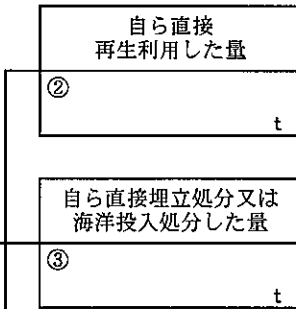 自ら直接
再生利用した量
②
t
自ら直接埋立処分又は
海洋投入処分した量
③
t